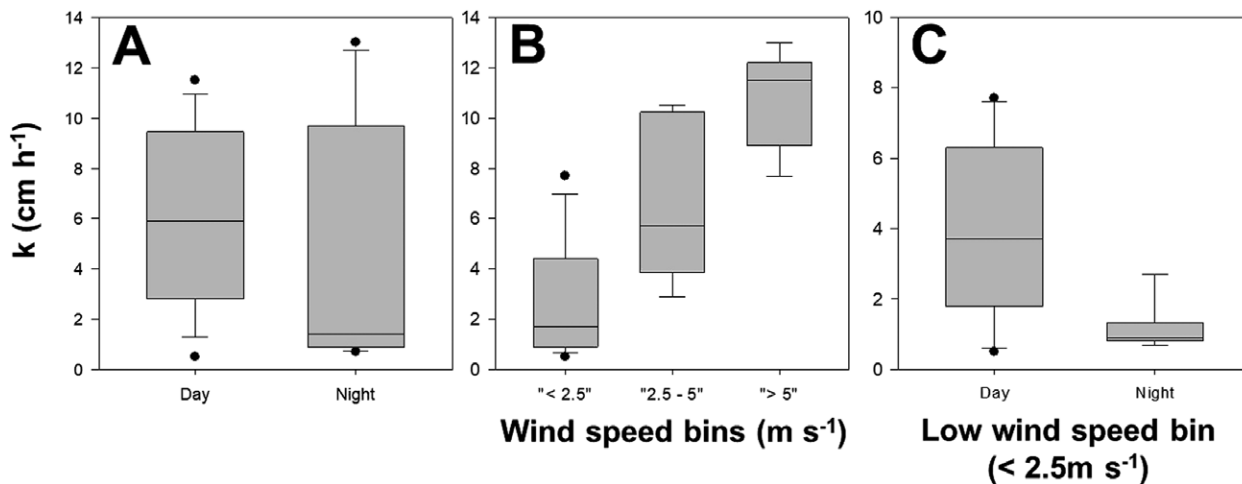 A
14
12
10
8
6
4
2
0
k (cm h-1)
Day
Night
B
14
12
10
8
6
4
2
0
"< 2.5"
"2.5 - 5"
"> 5"
Wind speed bins (m s-1)
C
10
8
6
4
2
0
Day
Night
Low wind speed bin
(< 2.5m s-1)